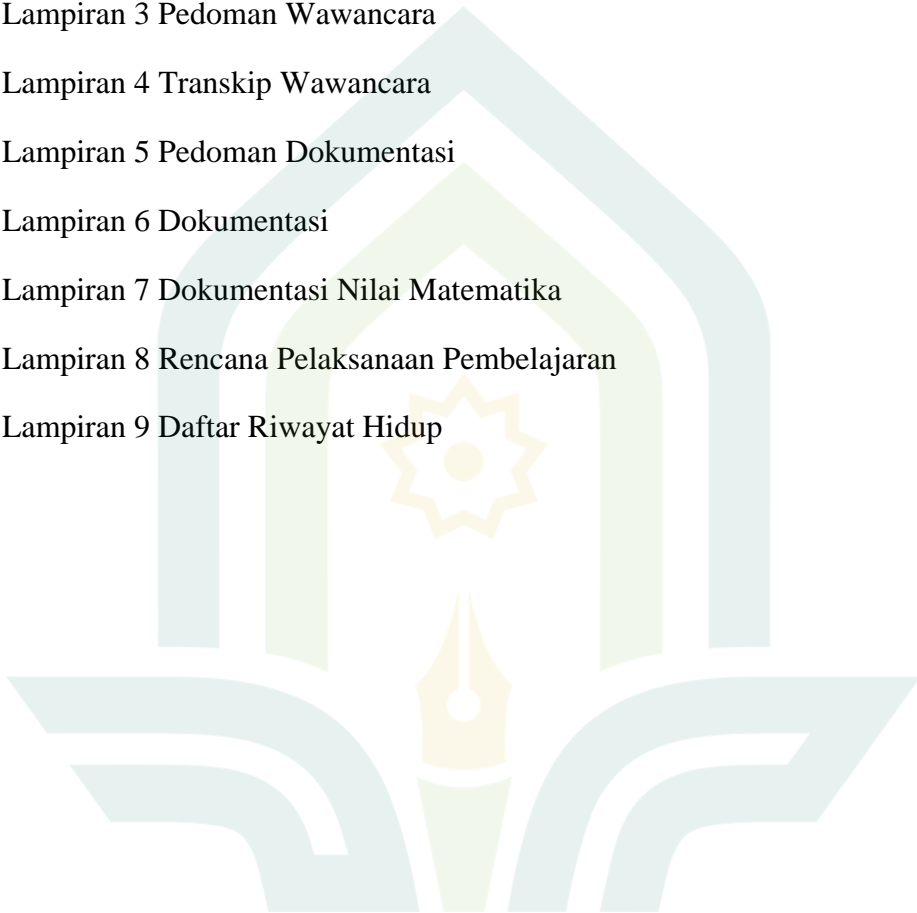 Lampiran 3 Pedoman Wawancara
Lampiran 4 Transkip Wawancara
Lampiran 5 Pedoman Dokumentasi
Lampiran 6 Dokumentasi
Lampiran 7 Dokumentasi Nilai Matematika
Lampiran 8 Rencana Pelaksanaan Pembelajaran
Lampiran 9 Daftar Riwayat Hidup